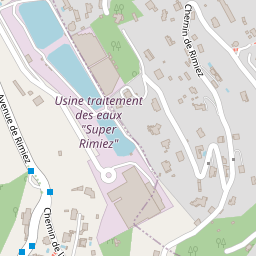 Chemin de Rimiez
Usine traitement
des eaux
"Super
Rimiez"
Avenue de Rimiez
Chemin de